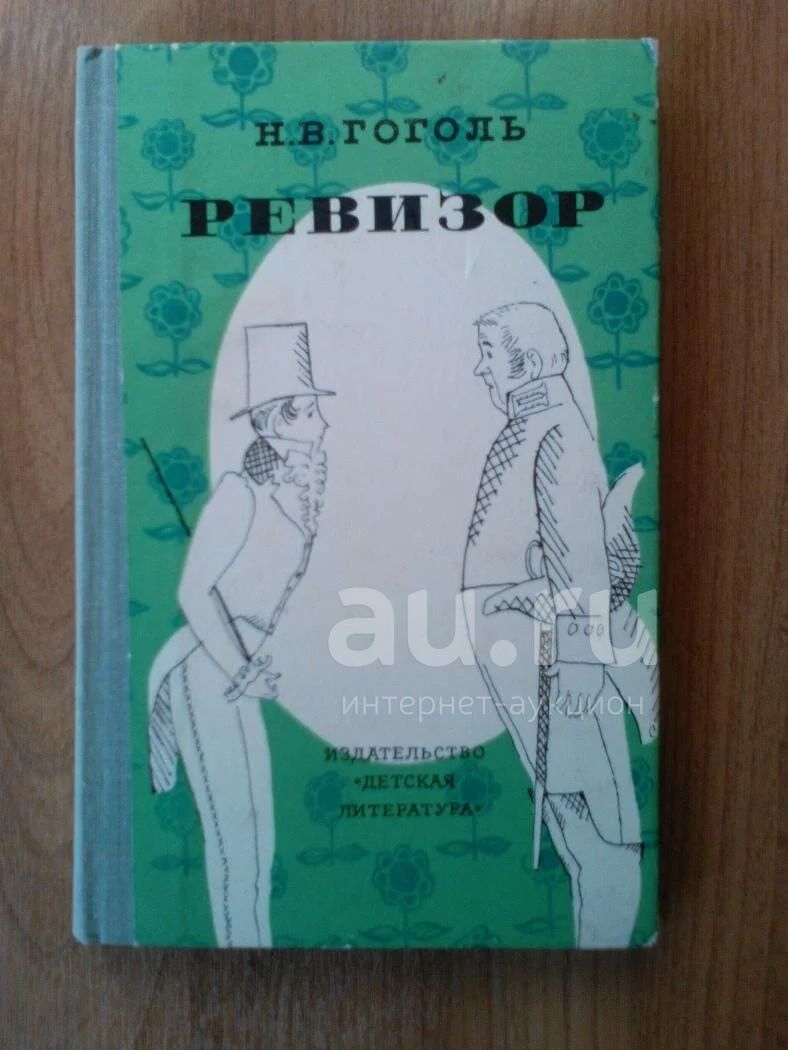 Н.В.ГОГОЛЬ
РЕВИЗОР
au.ru
интернет-аукцион
ИЗДАТЕЛЬСТВО
«ДЕТСКАЯ
ЛИТЕРАТУРА»